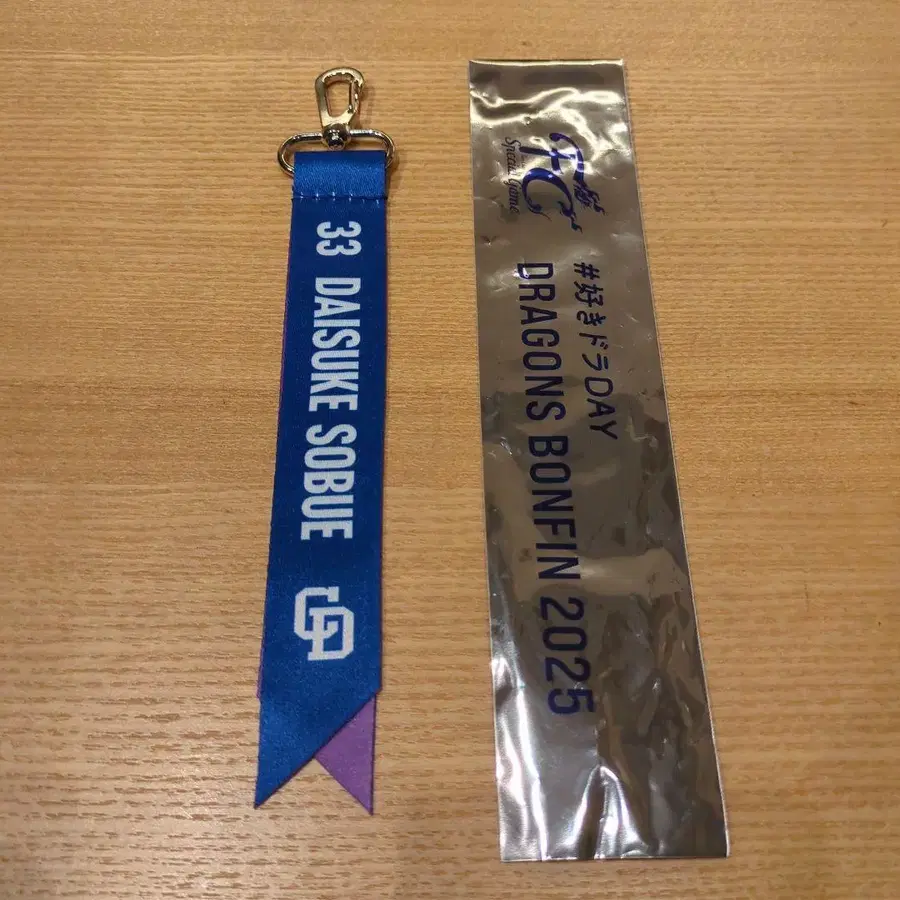 33 DAISUKE SOBUE
CD
FC
Special Game
#好きドラDAY
DRAGONS BONFIN 2025